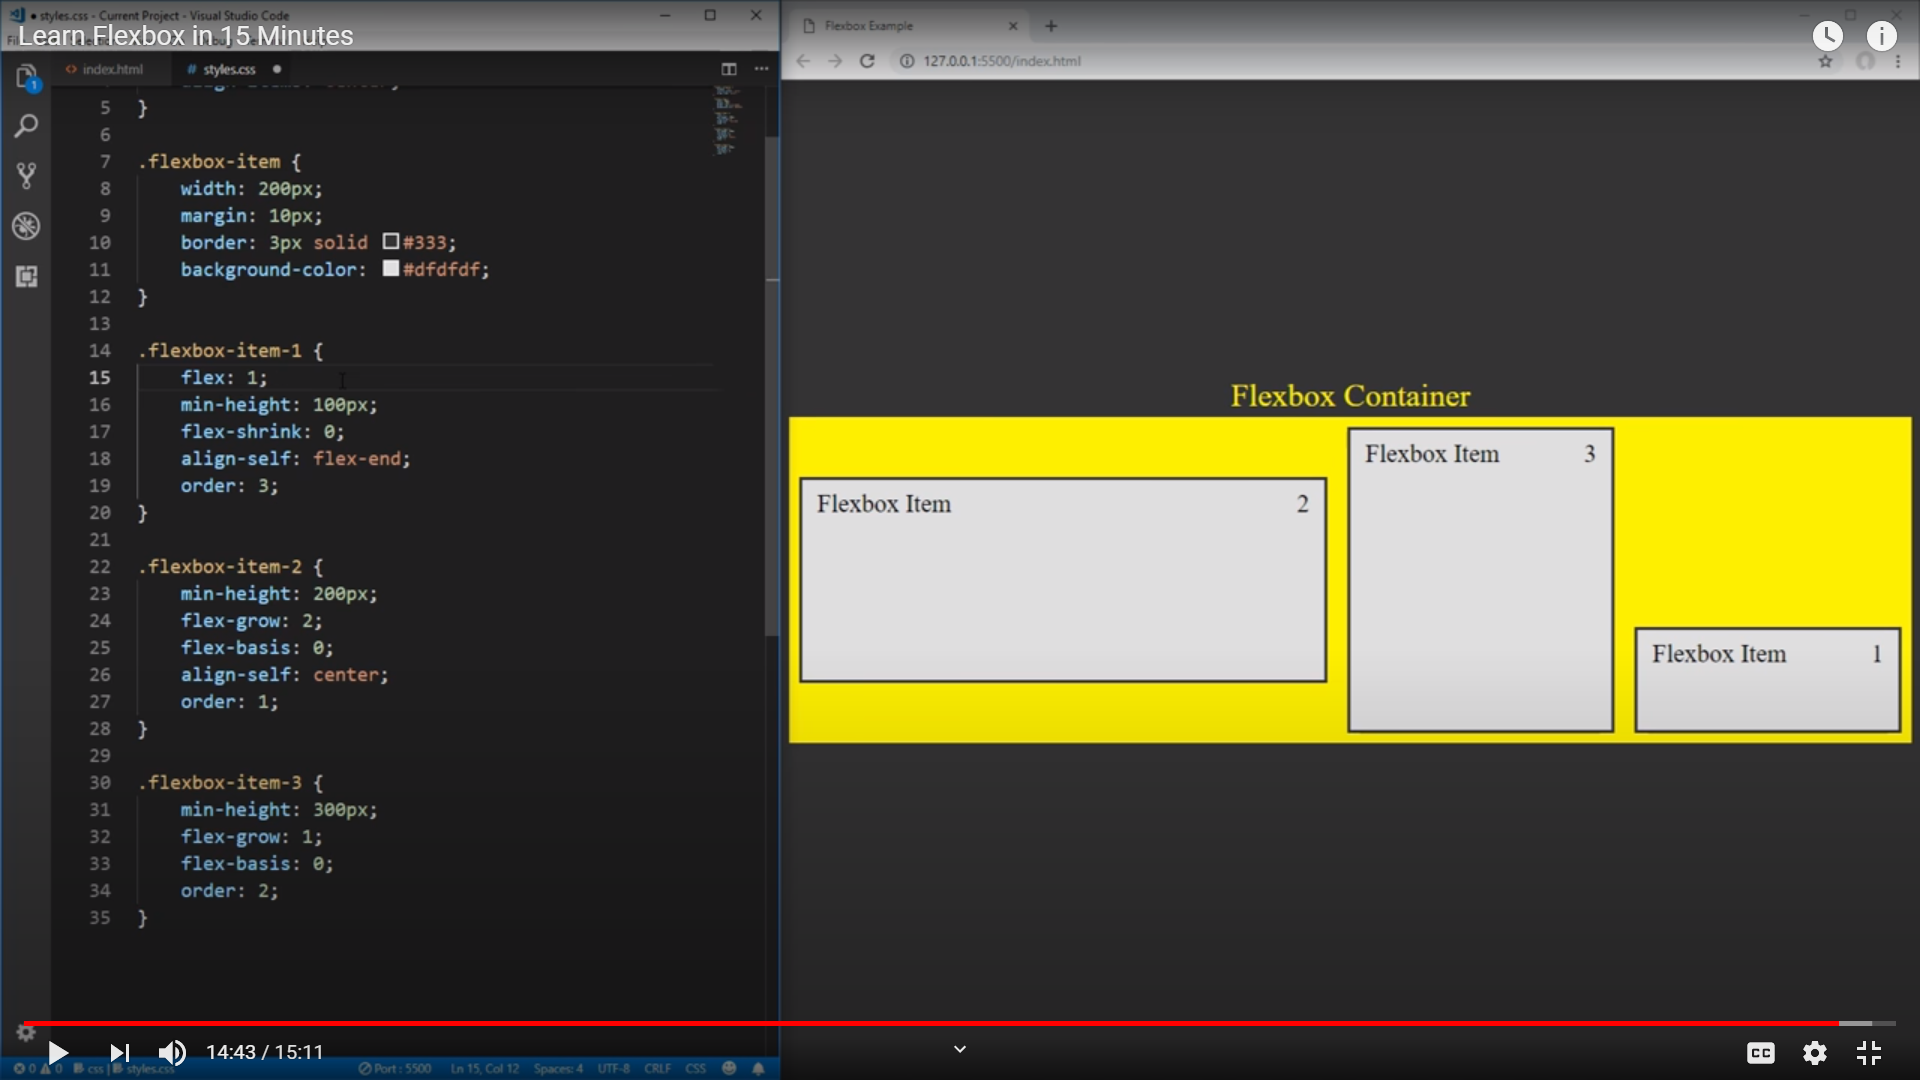 styles.css - Current Project - Visual Studio Code
Learn Flexbox in 15 Minutes
index.html
styles.css
1
5 }
6
7 .flexbox-item {
8 width: 200px;
9 margin: 10px;
10 border: 3px solid #333;
11 background-color: #dfdfdf;
12 }
13
14 .flexbox-item-1 {
15 flex: 1;
16 min-height: 100px;
17 flex-shrink: 0;
18 align-self: flex-end;
19 order: 3;
20 }
21
22 .flexbox-item-2 {
23 min-height: 200px;
24 flex-grow: 2;
25 flex-basis: 0;
26 align-self: center;
27 order: 1;
28 }
29
30 .flexbox-item-3 {
31 min-height: 300px;
32 flex-grow: 1;
33 flex-basis: 0;
34 order: 2;
35 }
Flexbox Example
127.0.0.1:5500/index.html
Flexbox Container
Flexbox Item 2
Flexbox Item 3
Flexbox Item 1
14:43 / 15:11
CC
0 0 css | styles.css Port : 5500 Ln 15, Col 12 Spaces: 4 UTF-8 CRLF CSS